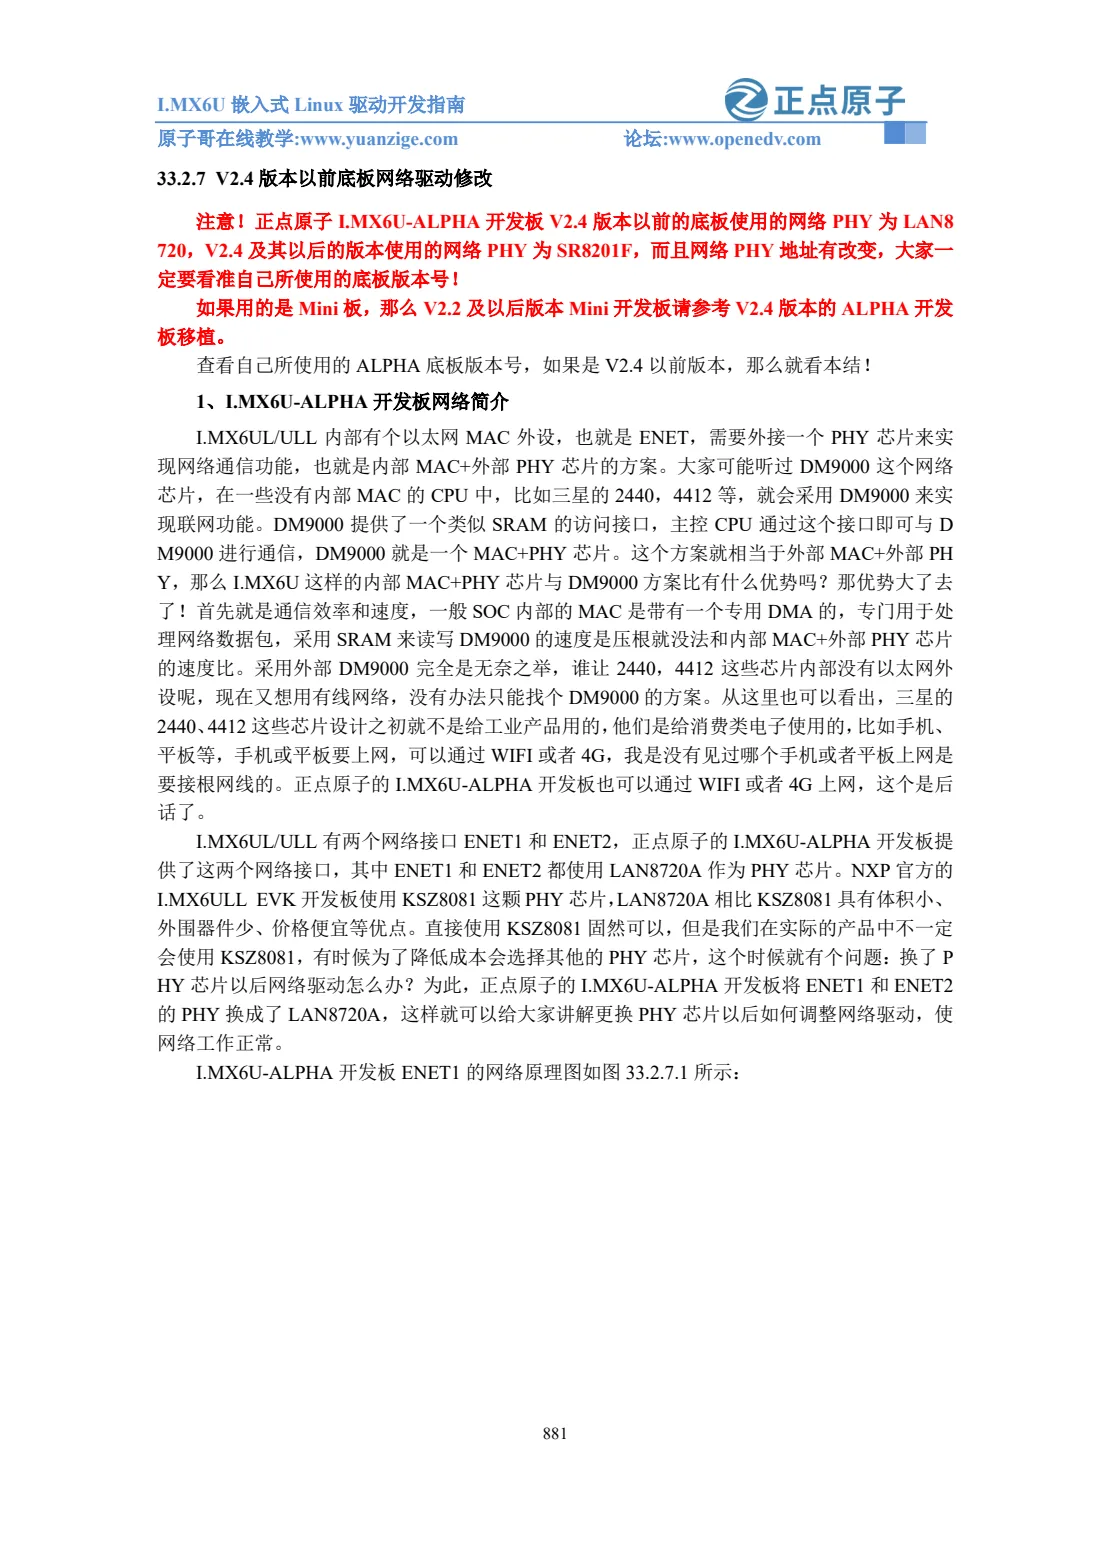 I.MX6U 嵌入式 Linux 驱动开发指南
正点原子
原子哥在线教学:www.yuanzige.com 论坛:www.openedv.com
33.2.7 V2.4 版本以前底板网络驱动修改
注意！正点原子 I.MX6U-ALPHA 开发板 V2.4 版本以前的底板使用的网络 PHY 为 LAN8
720，V2.4 及其以后的版本使用的网络 PHY 为 SR8201F，而且网络 PHY 地址有改变，大家一
定要看准自己所使用的底板版本号！
如果用的是 Mini 板，那么 V2.2 及以后版本 Mini 开发板请参考 V2.4 版本的 ALPHA 开发
板移植。
查看自己所使用的 ALPHA 底板版本号，如果是 V2.4 以前版本，那么就看本结！
1、I.MX6U-ALPHA 开发板网络简介
I.MX6UL/ULL 内部有个以太网 MAC 外设，也就是 ENET，需要外接一个 PHY 芯片来实
现网络通信功能，也就是内部 MAC+外部 PHY 芯片的方案。大家可能听过 DM9000 这个网络
芯片，在一些没有内部 MAC 的 CPU 中，比如三星的 2440，4412 等，就会采用 DM9000 来实
现联网功能。DM9000 提供了一个类似 SRAM 的访问接口，主控 CPU 通过这个接口即可与 D
M9000 进行通信，DM9000 就是一个 MAC+PHY 芯片。这个方案就相当于外部 MAC+外部 PH
Y，那么 I.MX6U 这样的内部 MAC+PHY 芯片与 DM9000 方案比有什么优势吗？那优势大了去
了！首先就是通信效率和速度，一般 SOC 内部的 MAC 是带有一个专用 DMA 的，专门用于处
理网络数据包，采用 SRAM 来读写 DM9000 的速度是压根就没法和内部 MAC+外部 PHY 芯片
的速度比。采用外部 DM9000 完全是无奈之举，谁让 2440，4412 这些芯片内部没有以太网外
设呢，现在又想用有线网络，没有办法只能找个 DM9000 的方案。从这里也可以看出，三星的
2440、4412 这些芯片设计之初就不是给工业产品用的，他们是给消费类电子使用的，比如手机、
平板等，手机或平板要上网，可以通过 WIFI 或者 4G，我是没有见过哪个手机或者平板上网是
要接根网线的。正点原子的 I.MX6U-ALPHA 开发板也可以通过 WIFI 或者 4G 上网，这个是后
话了。
I.MX6UL/ULL 有两个网络接口 ENET1 和 ENET2，正点原子的 I.MX6U-ALPHA 开发板提
供了这两个网络接口，其中 ENET1 和 ENET2 都使用 LAN8720A 作为 PHY 芯片。NXP 官方的
I.MX6ULL EVK 开发板使用 KSZ8081 这颗 PHY 芯片，LAN8720A 相比 KSZ8081 具有体积小、
外围器件少、价格便宜等优点。直接使用 KSZ8081 固然可以，但是我们在实际的产品中不一定
会使用 KSZ8081，有时候为了降低成本会选择其他的 PHY 芯片，这个时候就有个问题：换了 P
HY 芯片以后网络驱动怎么办？为此，正点原子的 I.MX6U-ALPHA 开发板将 ENET1 和 ENET2
的 PHY 换成了 LAN8720A，这样就可以给大家讲解更换 PHY 芯片以后如何调整网络驱动，使
网络工作正常。
I.MX6U-ALPHA 开发板 ENET1 的网络原理图如图 33.2.7.1 所示：
881